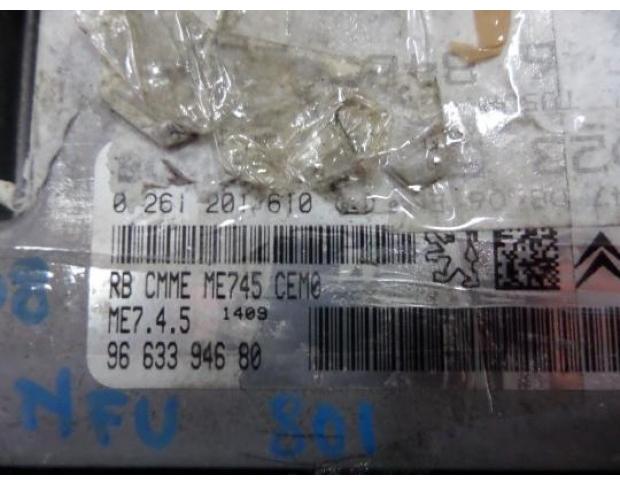 0 261 201 610
RB CMME ME745 CEM0
ME7.4.5 1409
96 633 946 80
NFU 801